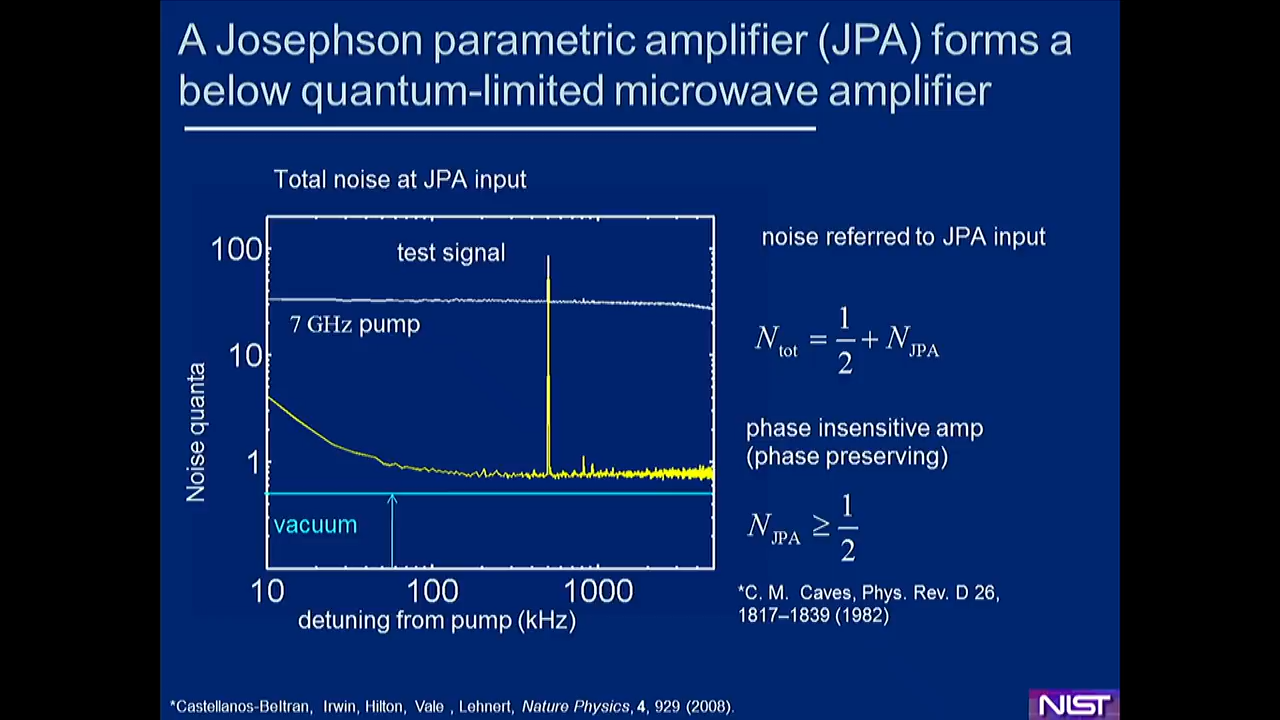 A Josephson parametric amplifier (JPA) forms a
below quantum-limited microwave amplifier
Total noise at JPA input
100
10
1
Noise quanta
test signal
7 GHz pump
vacuum
10 100 1000
detuning from pump (kHz)
noise referred to JPA input
N_tot = 1/2 + N_JPA
phase insensitive amp
(phase preserving)
N_JPA ≥ 1/2
*C. M. Caves, Phys. Rev. D 26,
1817–1839 (1982)
*Castellanos-Beltran, Irwin, Hilton, Vale , Lehnert, Nature Physics, 4, 929 (2008).
NIST